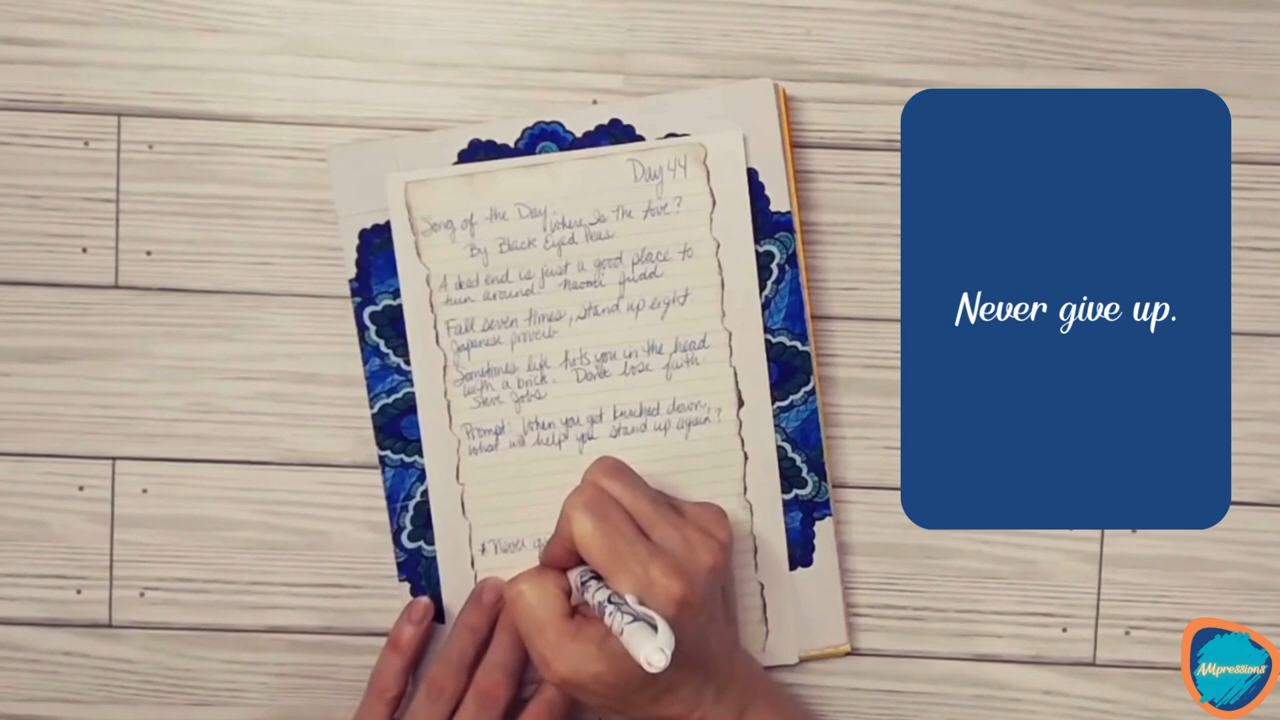 Day 44
Song of the Day: Where Is the Love?
By Black Eyed Peas
A dead end is just a good place to
turn around. Naomi Judd
Fall seven times, stand up eight
Japanese proverb
Sometimes life hits you in the head
with a brick. Don't lose faith.
Steve Jobs
Prompt: When you get knocked down,
what will help you stand up again?
*Never gi
Never give up.
AMpressions